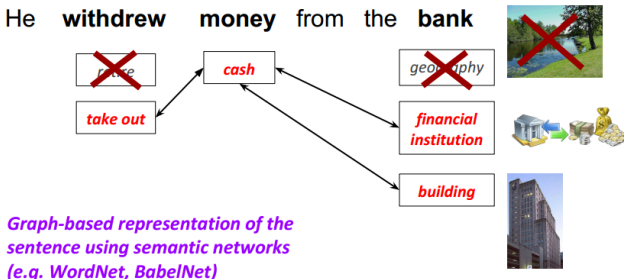 He withdrew money from the bank
retire cash geography
take out financial
institution
building
Graph-based representation of the
sentence using semantic networks
(e.g. WordNet, BabelNet)